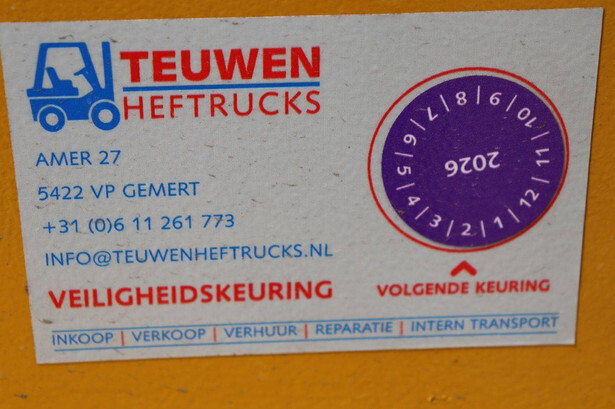 TEUWEN
HEFTRUCKS
AMER 27
5422 VP GEMERT
+31 (0)6 11 261 773
INFO@TEUWENHEFTRUCKS.NL
VEILIGHEIDSKEURING
1 | 2 | 3 | 4 | 5 | 6 | 7 | 8 | 9 | 10 | 11 | 12
2026
VOLGENDE KEURING
INKOOP | VERKOOP | VERHUUR | REPARATIE | INTERN TRANSPORT